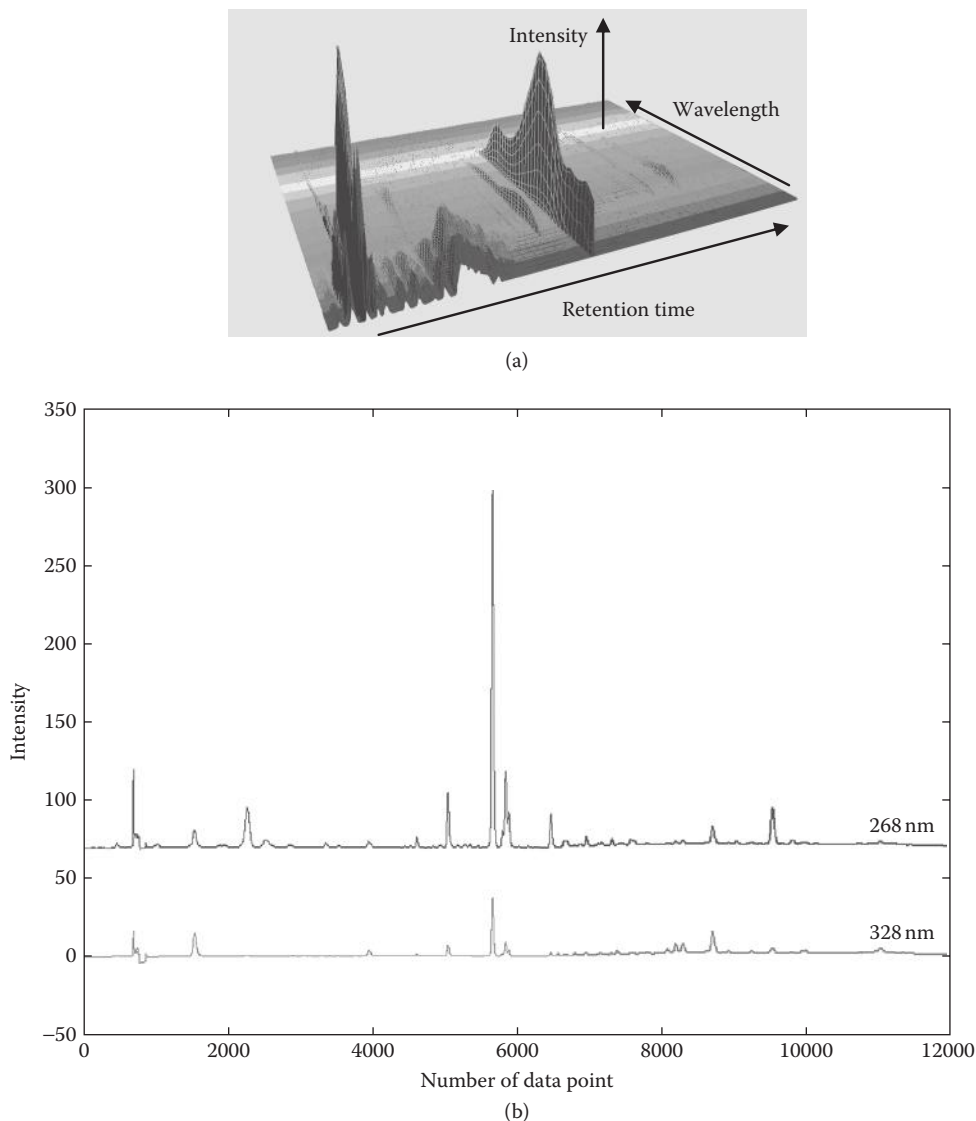 Intensity
Wavelength
Retention time
(a)
350
300
250
200
150
100
50
0
−50
Intensity
268 nm
328 nm
0 2000 4000 6000 8000 10000 12000
Number of data point
(b)